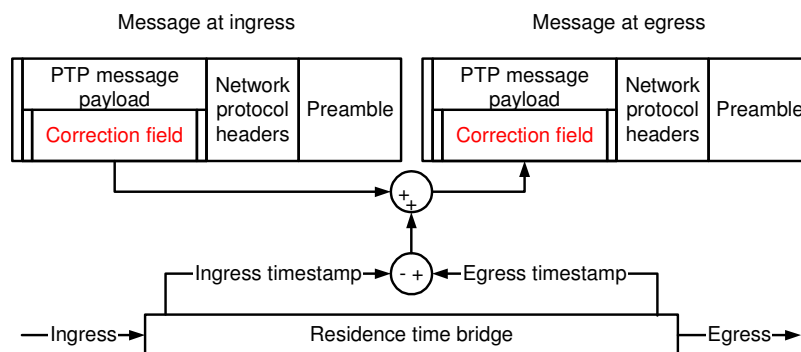 Message at ingress
Message at egress
PTP message
payload
Correction field
Network
protocol
headers
Preamble
PTP message
payload
Correction field
Network
protocol
headers
Preamble
+
+
Ingress timestamp
- +
Egress timestamp
Ingress
Residence time bridge
Egress